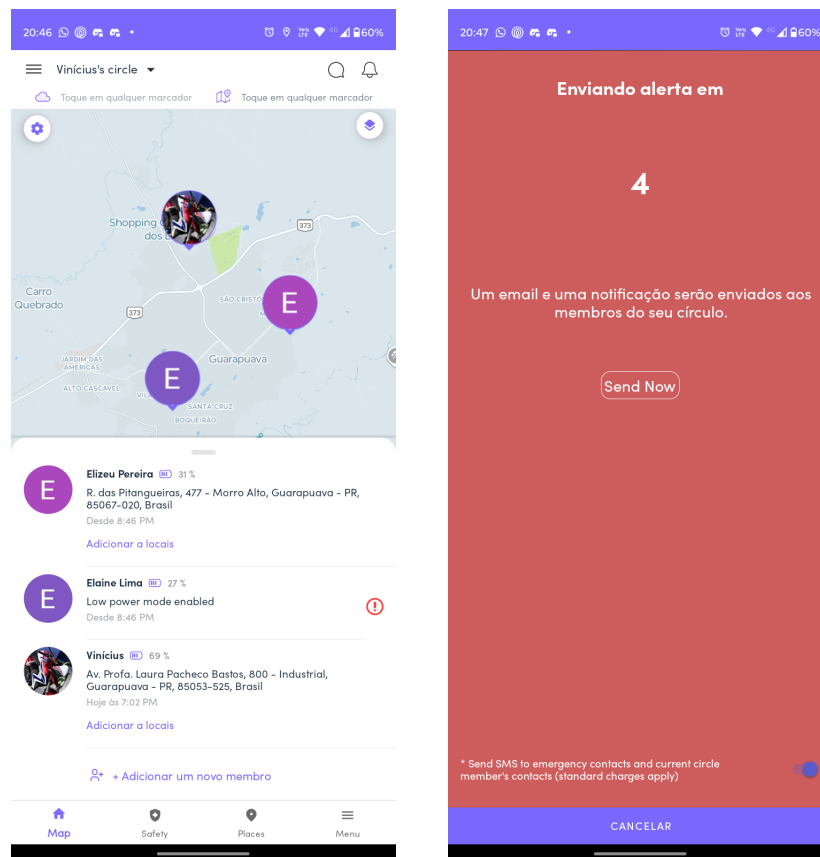 20:46
4G
60%
Vinícius's circle
Toque em qualquer marcador
Toque em qualquer marcador
Shopping
dos
373
Carro
Quebrado
373
SÃO CRISTÓ
E
JARDIM DAS
AMÉRICAS
Guarapuava
ALTO CASCAVEL
E
SANTA CRUZ
BOQUEIRÃO
E
Elizeu Pereira 31 %
R. das Pitangueiras, 477 - Morro Alto, Guarapuava - PR,
85067-020, Brasil
Desde 8:46 PM
Adicionar a locais
E
Elaine Lima 27 %
Low power mode enabled
Desde 8:46 PM
Vinícius 69 %
Av. Profa. Laura Pacheco Bastos, 800 - Industrial,
Guarapuava - PR, 85053-525, Brasil
Hoje às 7:02 PM
Adicionar a locais
+ Adicionar um novo membro
Map
Safety
Places
Menu
20:47
4G
60%
Enviando alerta em
4
Um email e uma notificação serão enviados aos
membros do seu círculo.
Send Now
* Send SMS to emergency contacts and current circle
member's contacts (standard charges apply)
CANCELAR